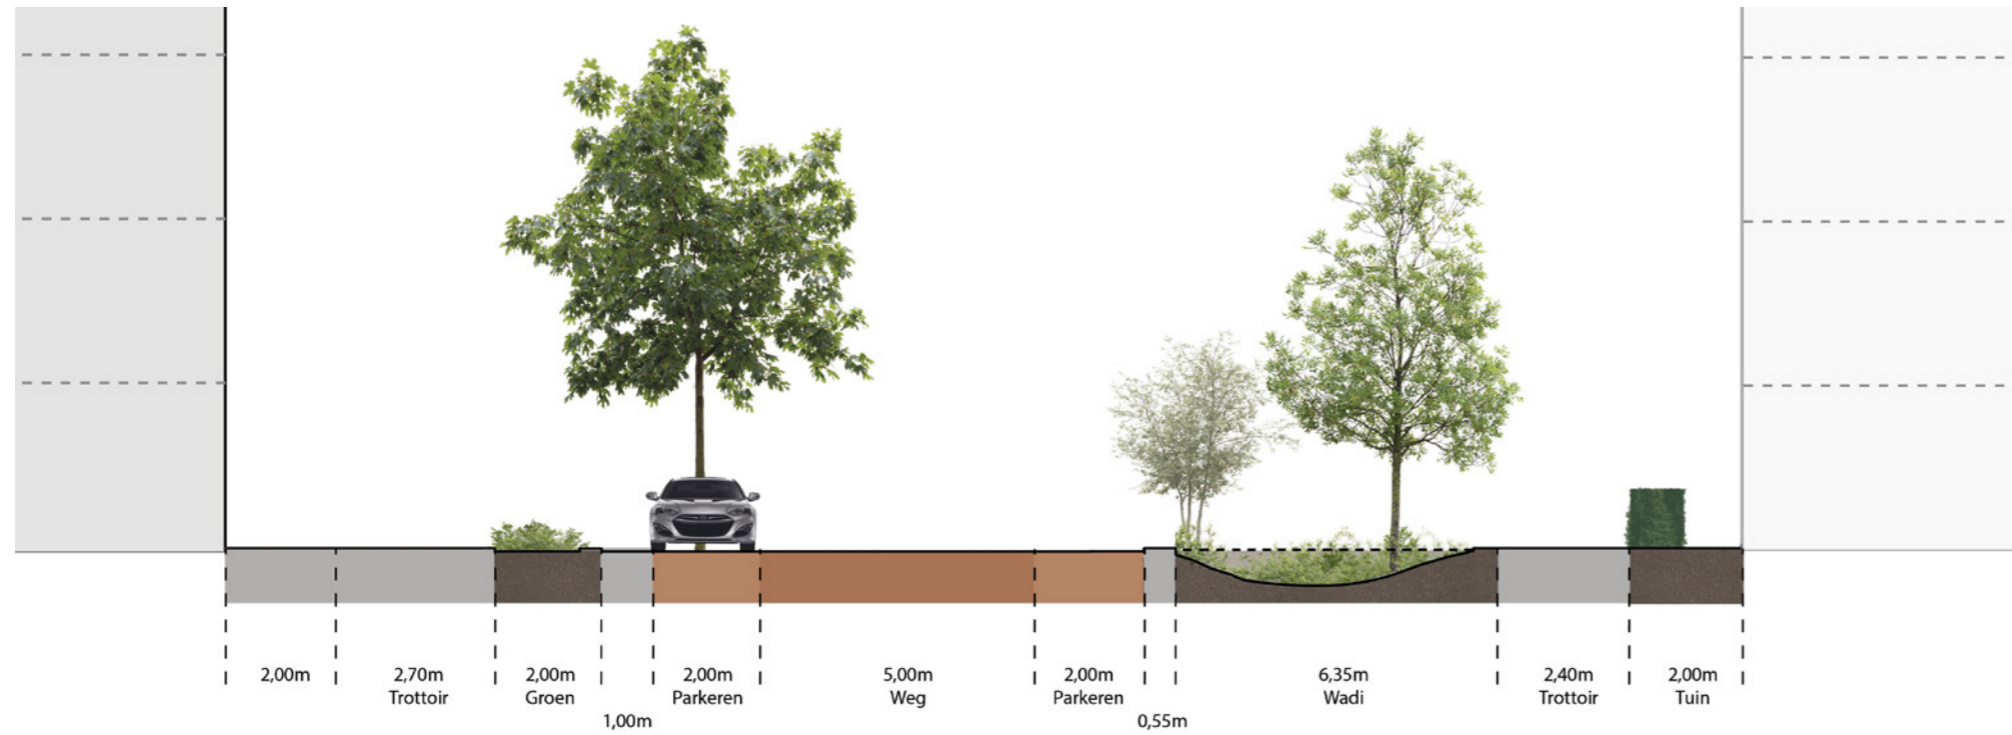 2,00m
2,70m
Trottoir
2,00m
Groen
1,00m
2,00m
Parkeren
5,00m
Weg
2,00m
Parkeren
0,55m
6,35m
Wadi
2,40m
Trottoir
2,00m
Tuin